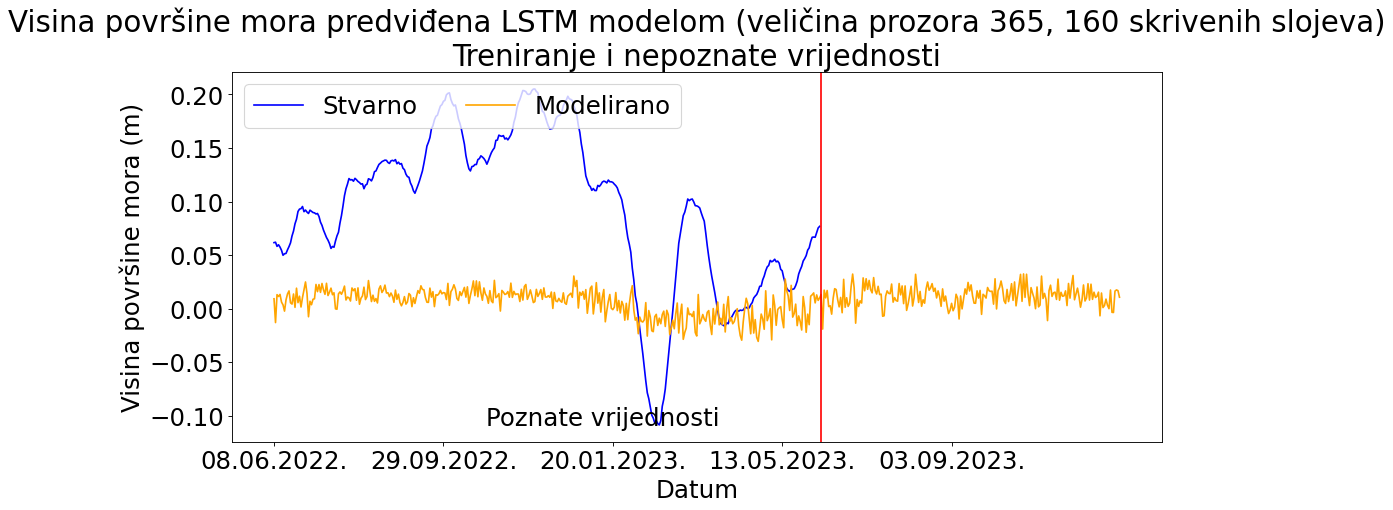 Visina površine mora predviđena LSTM modelom (veličina prozora 365, 160 skrivenih slojeva)
Treniranje i nepoznate vrijednosti
Stvarno Modelirano
Visina površine mora (m)
0.20
0.15
0.10
0.05
0.00
−0.05
−0.10
Poznate vrijednosti
08.06.2022. 29.09.2022. 20.01.2023. 13.05.2023. 03.09.2023.
Datum